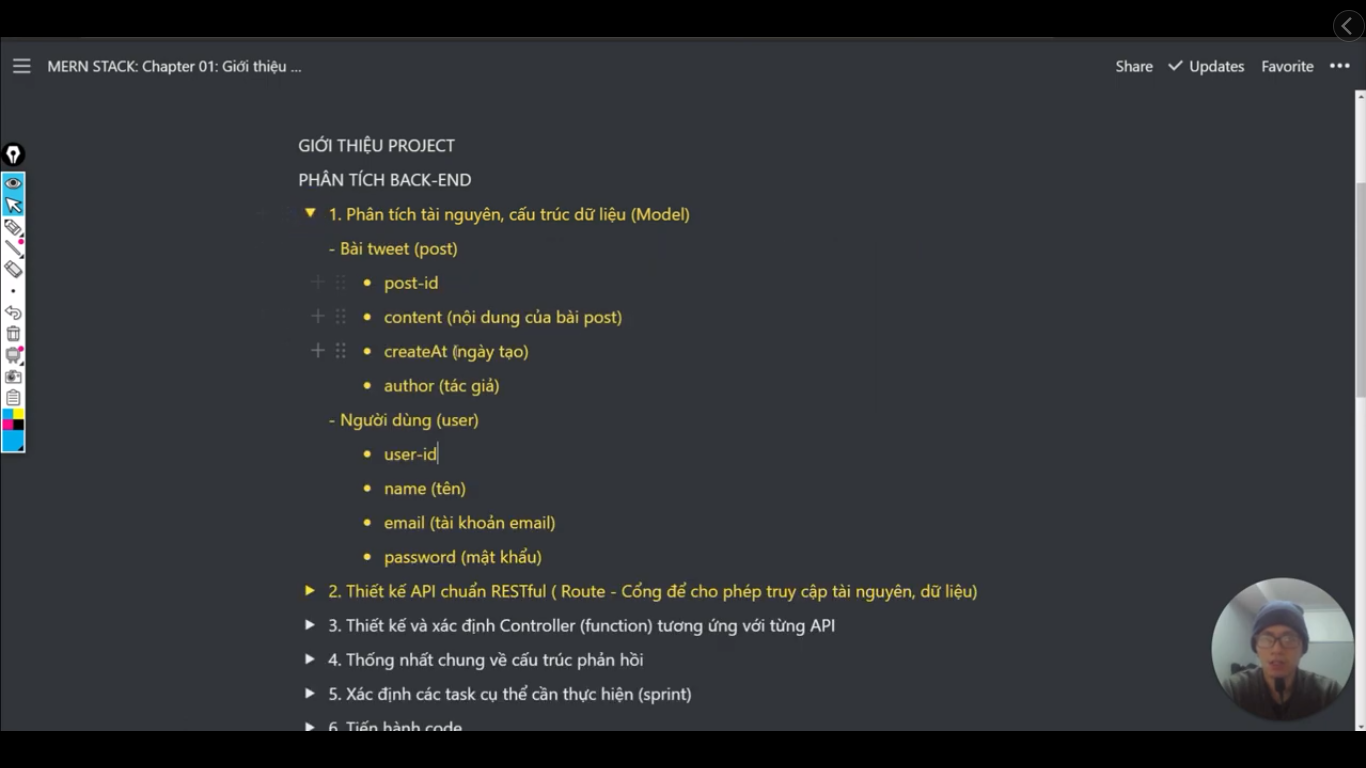 MERN STACK: Chapter 01: Giới thiệu ...
Share
Updates
Favorite
GIỚI THIỆU PROJECT
PHÂN TÍCH BACK-END
1. Phân tích tài nguyên, cấu trúc dữ liệu (Model)
- Bài tweet (post)
post-id
content (nội dung của bài post)
createAt (ngày tạo)
author (tác giả)
- Người dùng (user)
user-id
name (tên)
email (tài khoản email)
password (mật khẩu)
2. Thiết kế API chuẩn RESTful ( Route - Cổng để cho phép truy cập tài nguyên, dữ liệu)
3. Thiết kế và xác định Controller (function) tương ứng với từng API
4. Thống nhất chung về cấu trúc phản hồi
5. Xác định các task cụ thể cần thực hiện (sprint)
6. Tiến hành code